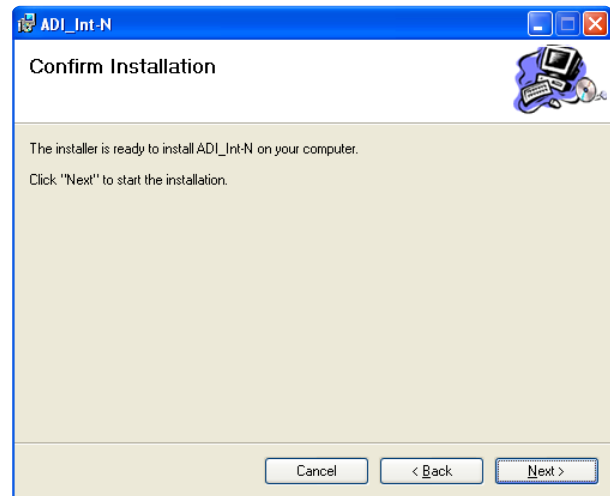 ADI_Int-N
Confirm Installation
The installer is ready to install ADI_Int-N on your computer.
Click "Next" to start the installation.
Cancel
< Back
Next >